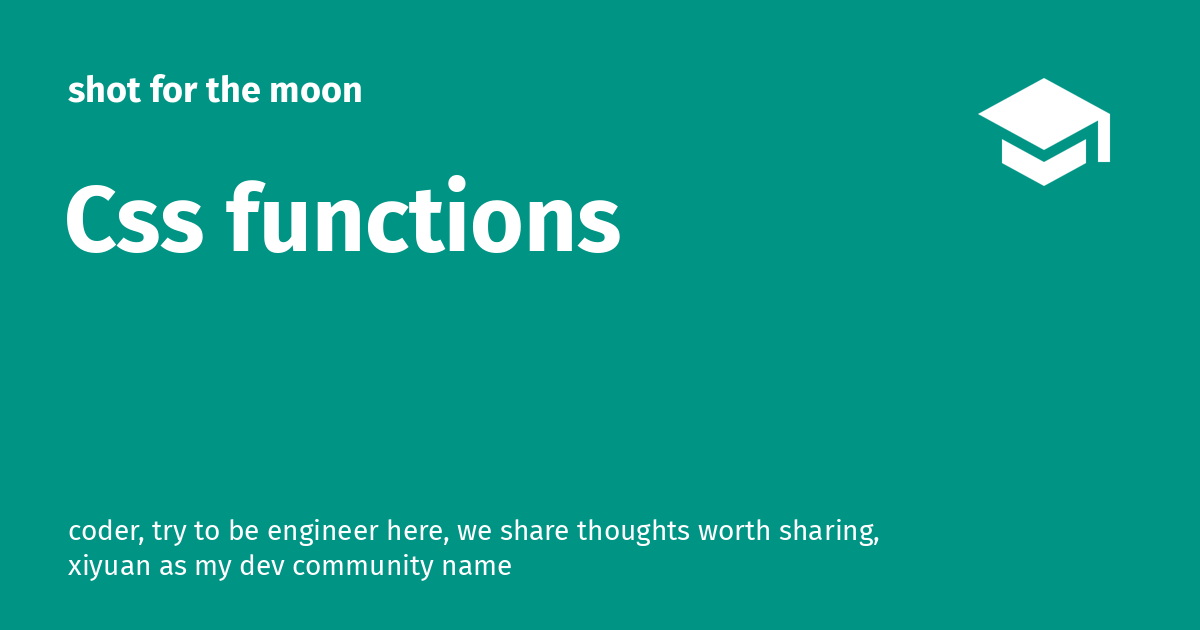 shot for the moon
Css functions
coder, try to be engineer here, we share thoughts worth sharing,
xiyuan as my dev community name